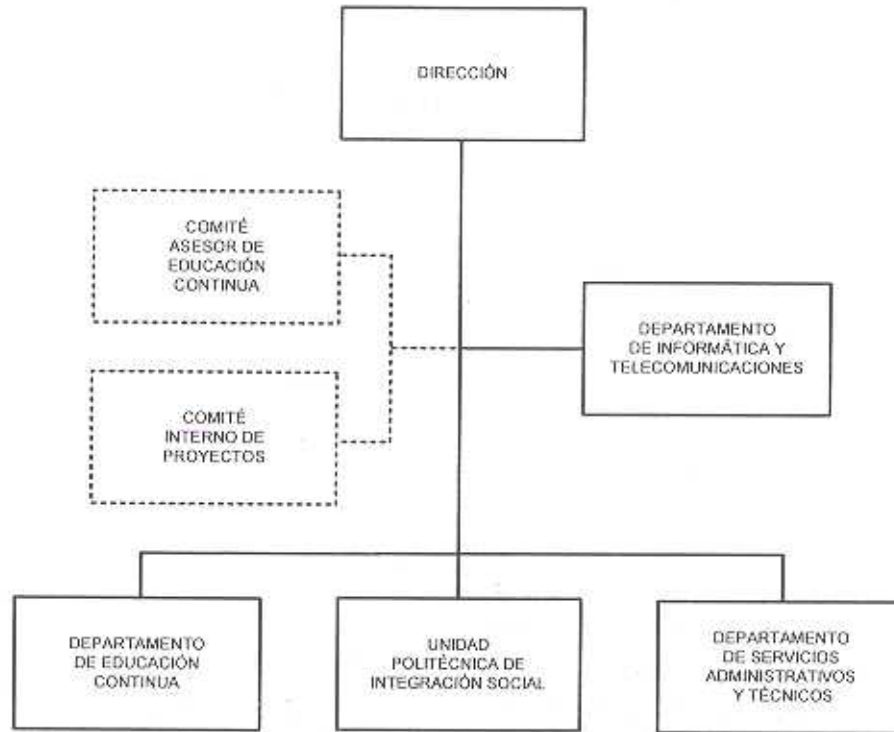 DIRECCIÓN
COMITÉ
ASESOR DE
EDUCACIÓN
CONTINUA
DEPARTAMENTO
DE INFORMÁTICA Y
TELECOMUNICACIONES
COMITÉ
INTERNO DE
PROYECTOS
DEPARTAMENTO
DE EDUCACIÓN
CONTINUA
UNIDAD
POLITÉCNICA DE
INTEGRACIÓN SOCIAL
DEPARTAMENTO
DE SERVICIOS
ADMINISTRATIVOS
Y TÉCNICOS